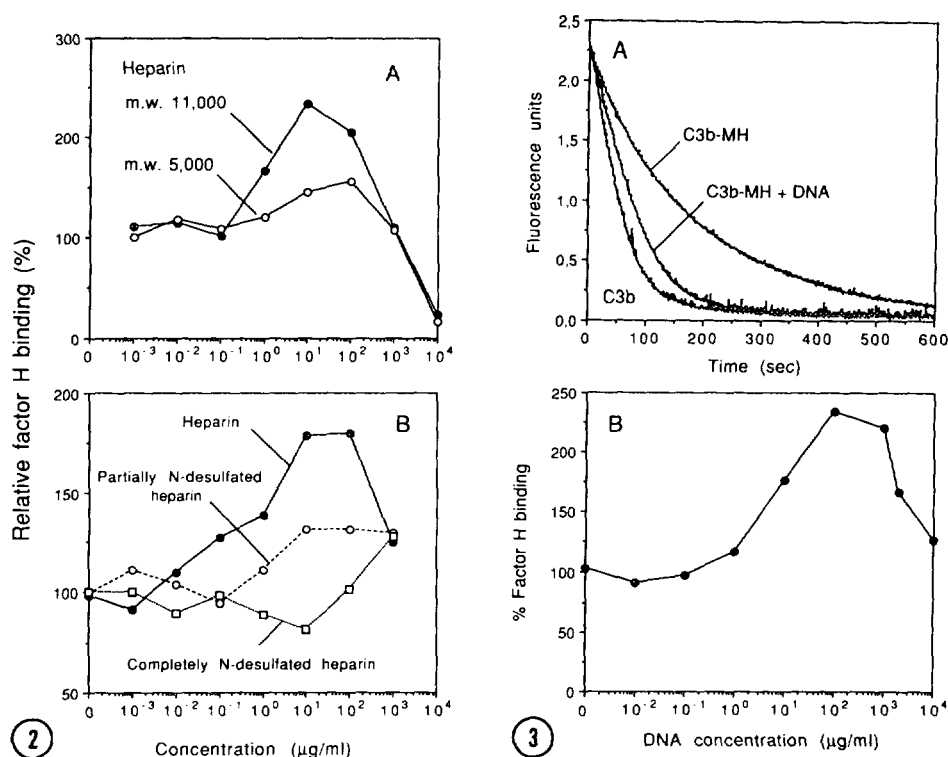 Relative factor H binding (%)
300
200
100
0
Heparin
A
m.w. 11,000
m.w. 5,000
0 10-3 10-2 10-1 100 101 102 103 104
200
150
100
50
B
Heparin
Partially N-desulfated
heparin
Completely N-desulfated heparin
0 10-3 10-2 10-1 100 101 102 103 104
Concentration (µg/ml)
2
Fluorescence units
2,5
2.0
1.5
1.0
0.5
0.0
A
C3b-MH
C3b-MH + DNA
C3b
0 100 200 300 400 500 600
Time (sec)
% Factor H binding
250
200
150
100
50
0
B
0 10-2 10-1 100 101 102 103 104
DNA concentration (µg/ml)
3